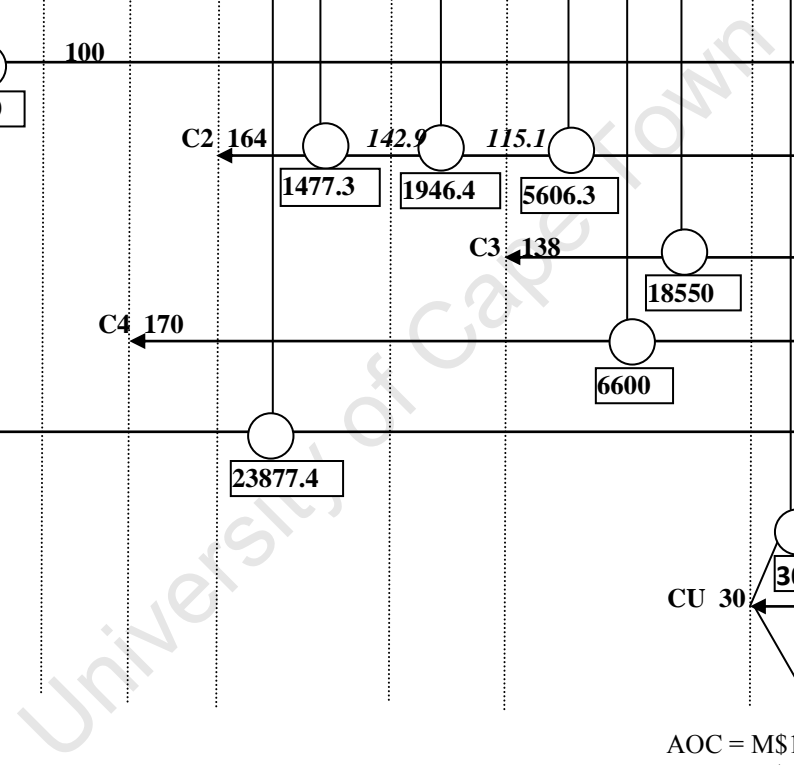 100
C2 164 142.9 115.1
1477.3 1946.4 5606.3
C3 138
18550
C4 170
6600
23877.4
CU 30
AOC = M$1
University of Cape Town